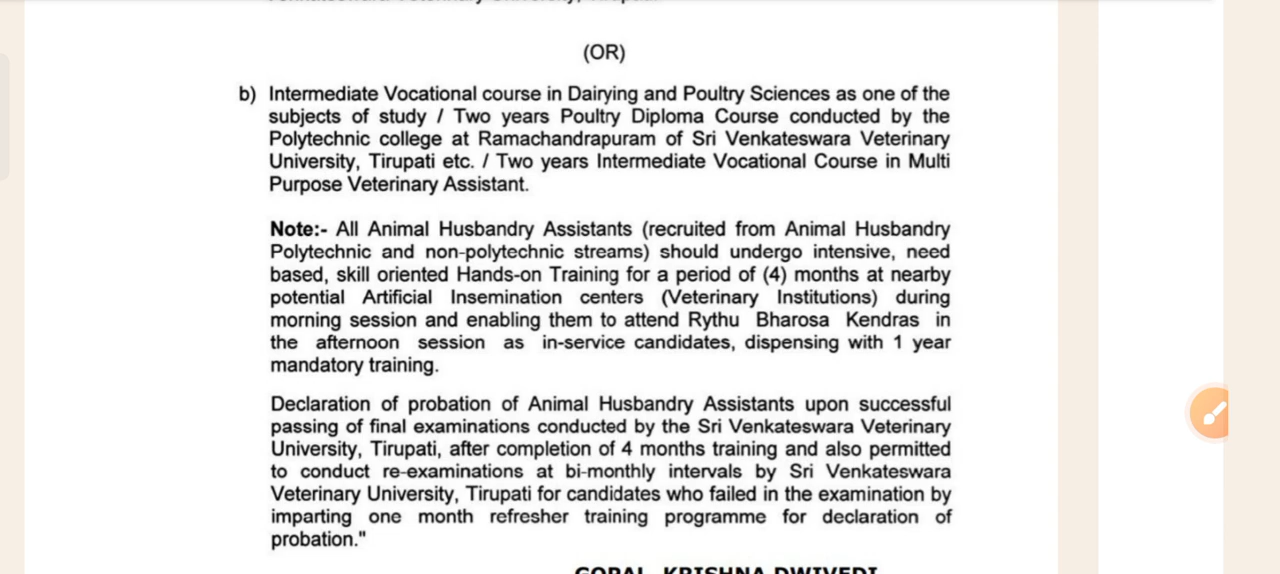 (OR)
b) Intermediate Vocational course in Dairying and Poultry Sciences as one of the
subjects of study / Two years Poultry Diploma Course conducted by the
Polytechnic college at Ramachandrapuram of Sri Venkateswara Veterinary
University, Tirupati etc. / Two years Intermediate Vocational Course in Multi
Purpose Veterinary Assistant.
Note:- All Animal Husbandry Assistants (recruited from Animal Husbandry
Polytechnic and non-polytechnic streams) should undergo intensive, need
based, skill oriented Hands-on Training for a period of (4) months at nearby
potential Artificial Insemination centers (Veterinary Institutions) during
morning session and enabling them to attend Rythu Bharosa Kendras in
the afternoon session as in-service candidates, dispensing with 1 year
mandatory training.
Declaration of probation of Animal Husbandry Assistants upon successful
passing of final examinations conducted by the Sri Venkateswara Veterinary
University, Tirupati, after completion of 4 months training and also permitted
to conduct re-examinations at bi-monthly intervals by Sri Venkateswara
Veterinary University, Tirupati for candidates who failed in the examination by
imparting one month refresher training programme for declaration of
probation."
GOPAL KRISHNA DWIVEDI